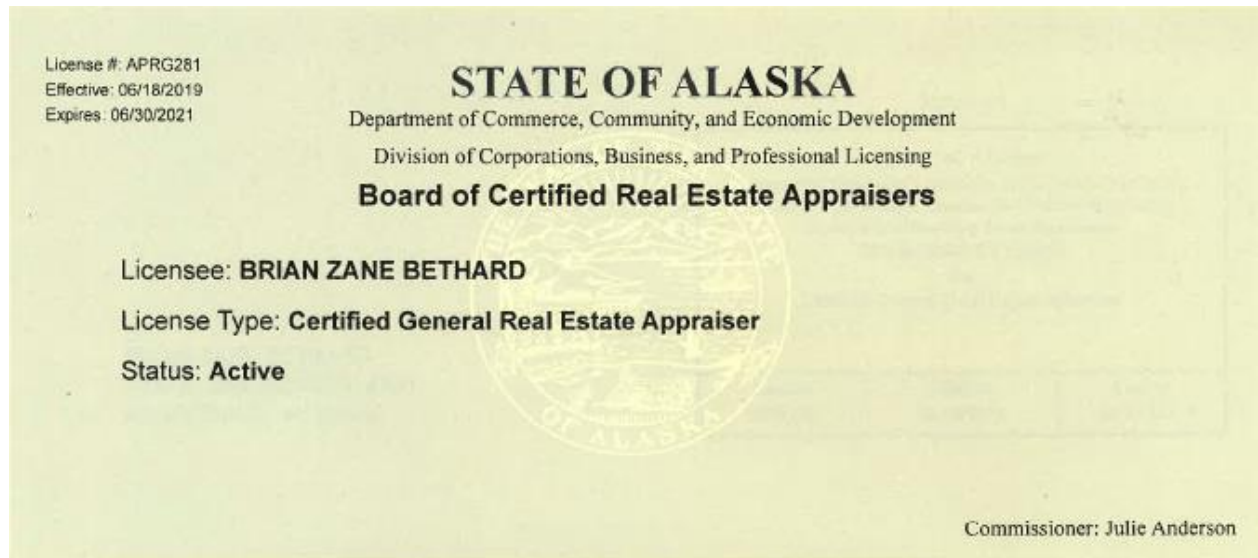 License #: APRG281
Effective: 06/18/2019
Expires: 06/30/2021
STATE OF ALASKA
Department of Commerce, Community, and Economic Development
Division of Corporations, Business, and Professional Licensing
Board of Certified Real Estate Appraisers
Licensee: BRIAN ZANE BETHARD
License Type: Certified General Real Estate Appraiser
Status: Active
OF ALASKA
Commissioner: Julie Anderson